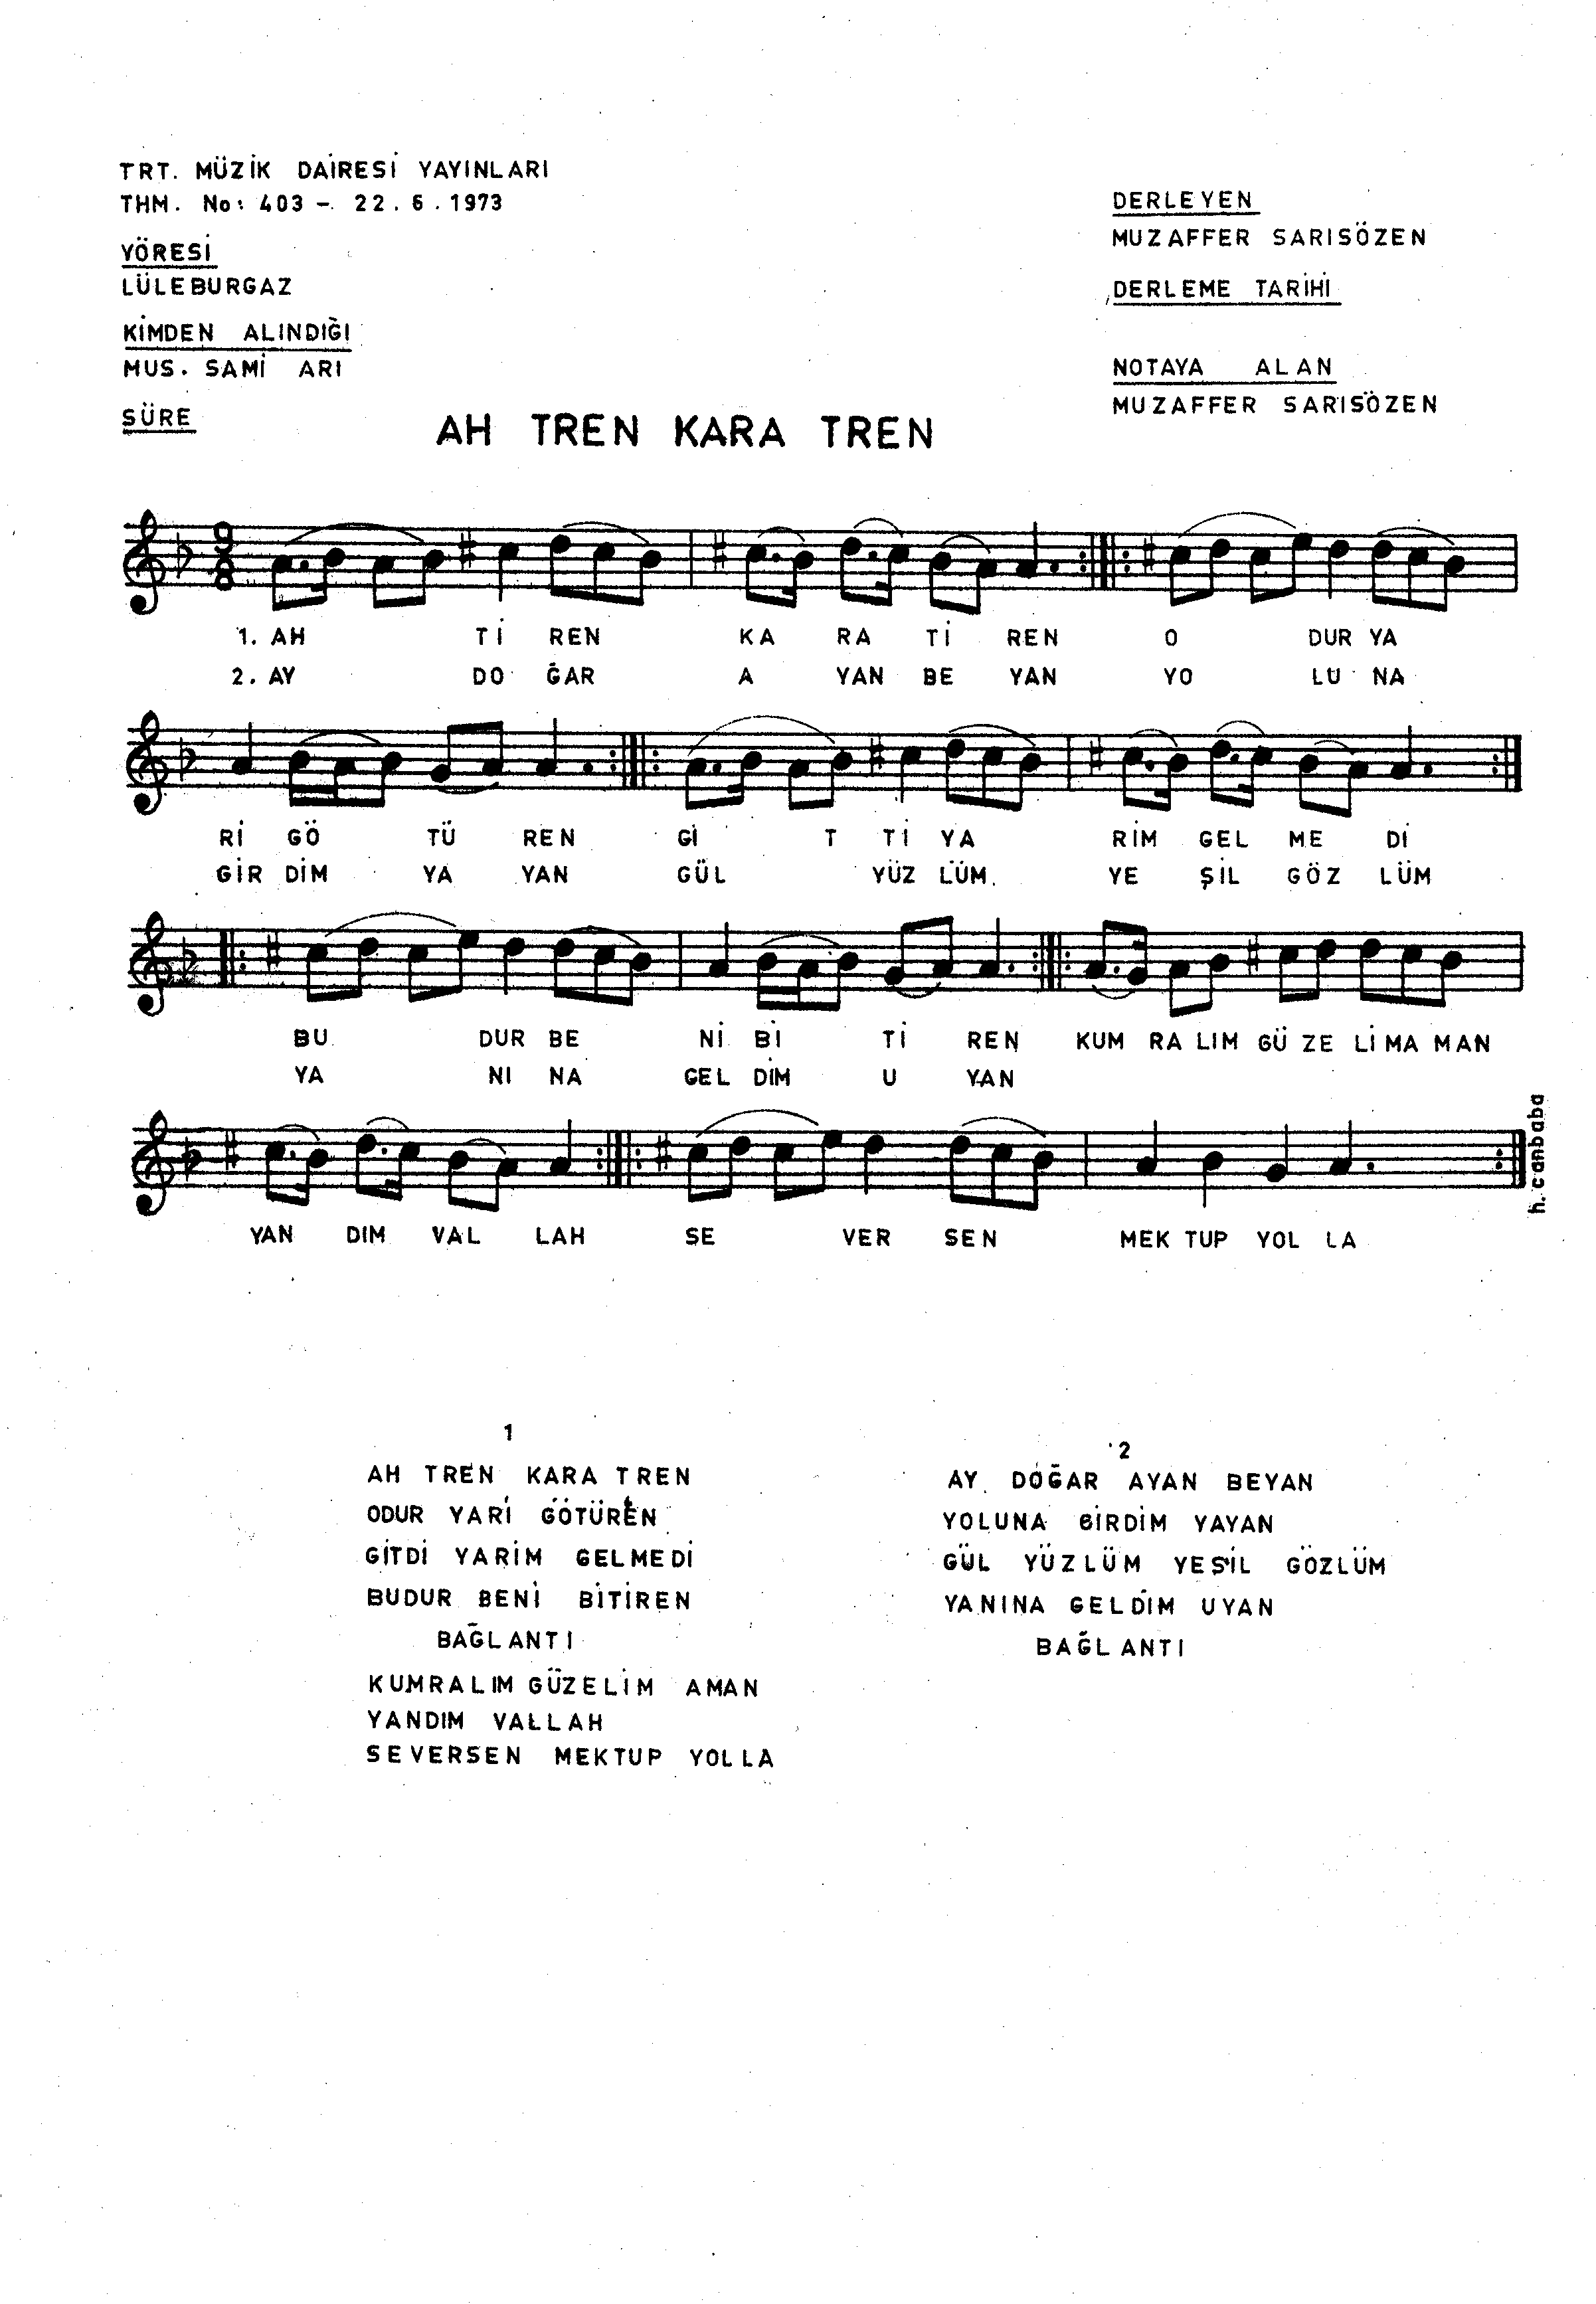 TRT. MÜZİK DAİRESİ YAYINLARI
THM. No: 403 – 22.6.1973
YÖRESİ
LÜLEBURGAZ
KİMDEN ALINDIĞI
MUS. SAMİ ARI
SÜRE
DERLEYEN
MUZAFFER SARISÖZEN
DERLEME TARİHİ
NOTAYA ALAN
MUZAFFER SARISÖZEN
AH TREN KARA TREN
9
8
1. AH Tİ REN KA RA Tİ REN O DUR YA
2. AY DO ĞAR A YAN BE YAN YO LU NA
Rİ GÖ TÜ REN Gİ T Tİ YA RİM GEL ME Dİ
GİR DİM YA YAN GÜL YÜZ LÜM YE ŞİL GÖZ LÜM
BU DUR BE Nİ Bİ Tİ REN KUM RA LIM GÜ ZE Lİ MA MAN
YA NI NA GEL DİM U YAN
YAN DIM VAL LAH SE VER SEN MEK TUP YOL LA
h. canbaba
1
AH TREN KARA TREN
ODUR YARİ GÖTÜREN
GİTDİ YARİM GELMEDİ
BUDUR BENİ BİTİREN
BAĞLANTI
KUMRALIM GÜZELİM AMAN
YANDIM VALLAH
SEVERSEN MEKTUP YOLLA
2
AY DOĞAR AYAN BEYAN
YOLUNA GİRDİM YAYAN
GÜL YÜZLÜM YEŞİL GÖZLÜM
YANINA GELDİM UYAN
BAĞLANTI